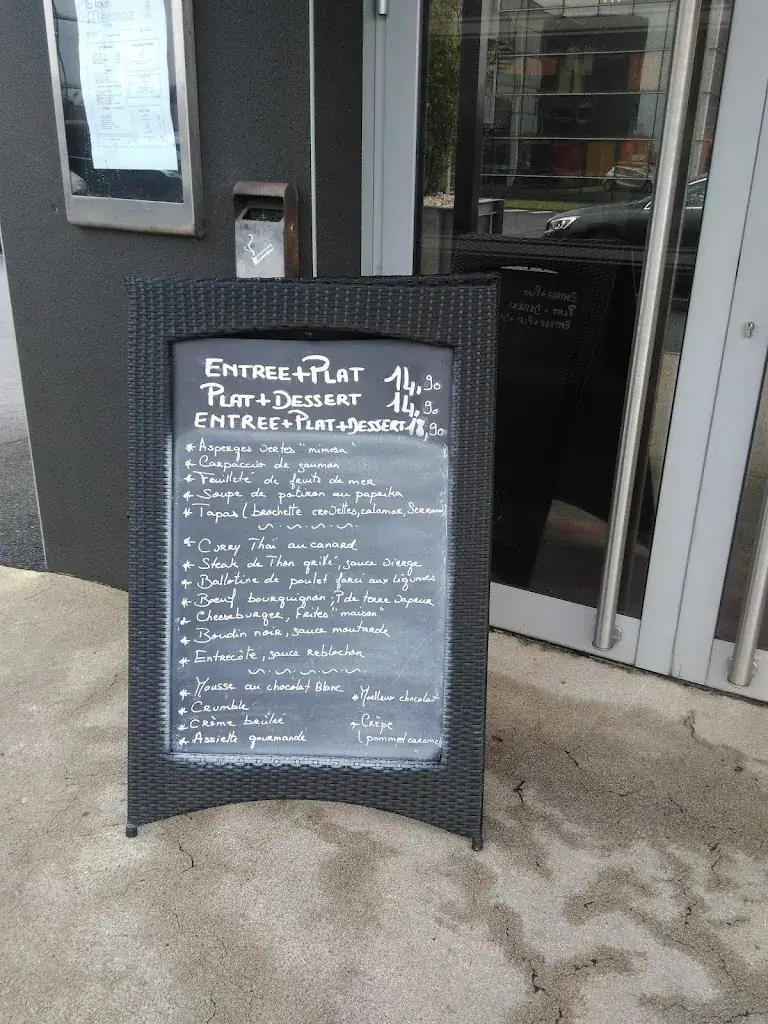 Mermoz
ENTREE+PLAT 14,90
PLAT+DESSERT 14,90
ENTREE+PLAT+DESSERT 18,90
* Asperges vertes "mimosa"
* Carpaccio de saumon
* Feuilleté de fruits de mer
* Soupe de potiron au paprika
* Tapas (brochette crevettes, calamar, Serrano)
* Curry Thaï au canard
* Steak de Thon grillé, sauce vierge
* Ballotine de poulet farci aux légumes
* Bœuf bourguignon; P de terre vapeur
* Cheeseburger, Frites "maison"
* Boudin noir, sauce moutarde
* Entrecôte, sauce reblochon
* Mousse au chocolat Blanc
* Moelleux chocolat
* Crumble
* Crème brûlée
* Crêpe
* Assiette gourmande
(pomme/caramel